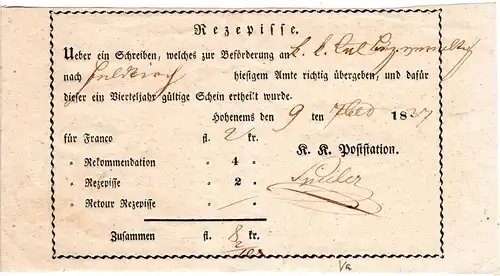 Rezepisse.
Ueber ein Schreiben, welches zur Beförderung an k. k.
nach hiesigem Amte richtig übergeben, und dafür
dieser ein Vierteljahr gültige Schein ertheilt wurde.
Hohenems den 9 ten 1837
für Franco fl. 2 kr.
" Rekommendation " 4 "
" Rezepisse " 2 "
" Retour Rezepisse " "
K. K. Poststation.
Zusammen fl. 8 kr.
Va